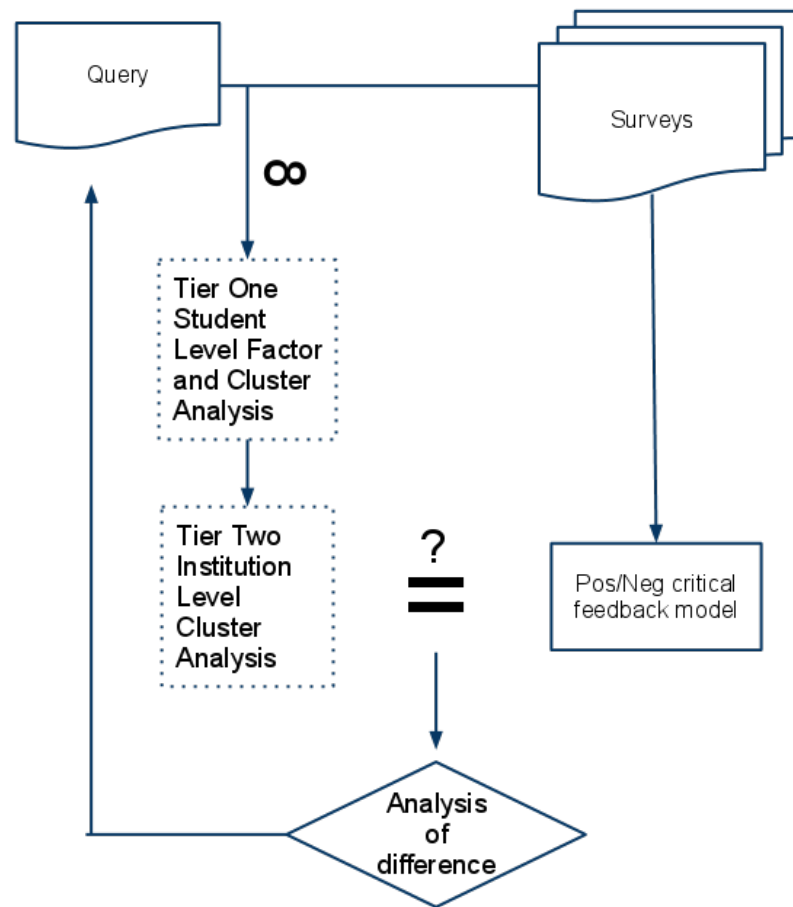 Query
Surveys
∞
Tier One
Student
Level Factor
and Cluster
Analysis
Tier Two
Institution
Level
Cluster
Analysis
?
=
Pos/Neg critical
feedback model
Analysis
of
difference